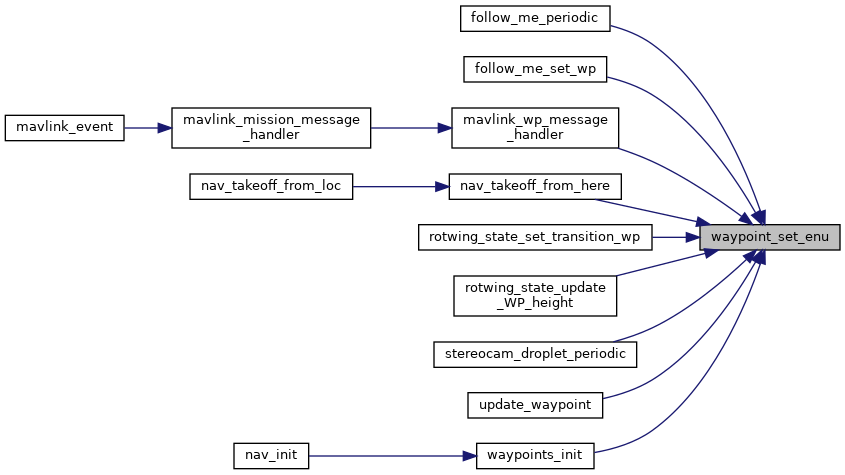 follow_me_periodic
follow_me_set_wp
mavlink_event
mavlink_mission_message
_handler
mavlink_wp_message
_handler
nav_takeoff_from_loc
nav_takeoff_from_here
rotwing_state_set_transition_wp
waypoint_set_enu
rotwing_state_update
_WP_height
stereocam_droplet_periodic
update_waypoint
nav_init
waypoints_init